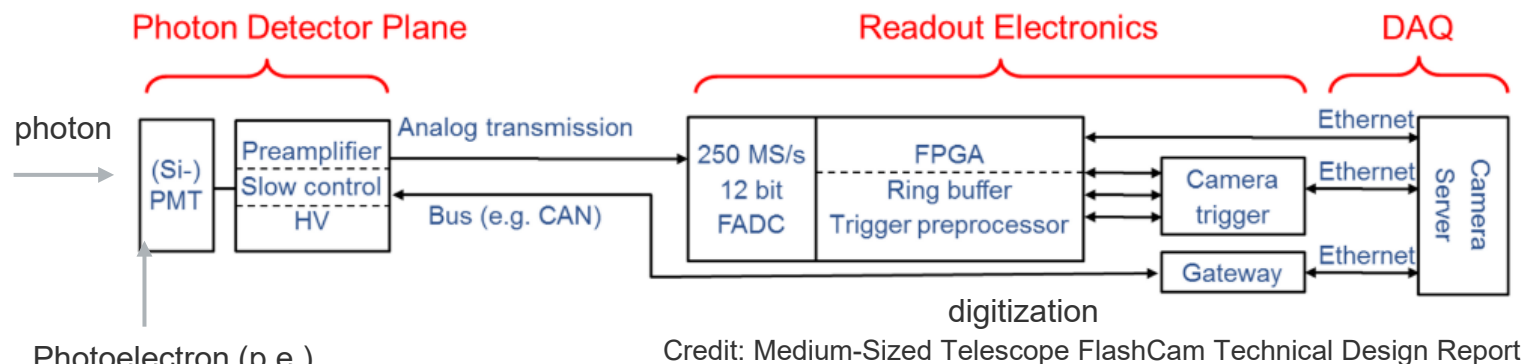 Photon Detector Plane
Readout Electronics
DAQ
photon
(Si-)
PMT
Preamplifier
Slow control
HV
Analog transmission
Bus (e.g. CAN)
250 MS/s
12 bit
FADC
FPGA
Ring buffer
Trigger preprocessor
Camera
trigger
Gateway
Ethernet
Ethernet
Ethernet
Camera
Server
digitization
Photoelectron (p.e.)
Credit: Medium-Sized Telescope FlashCam Technical Design Report